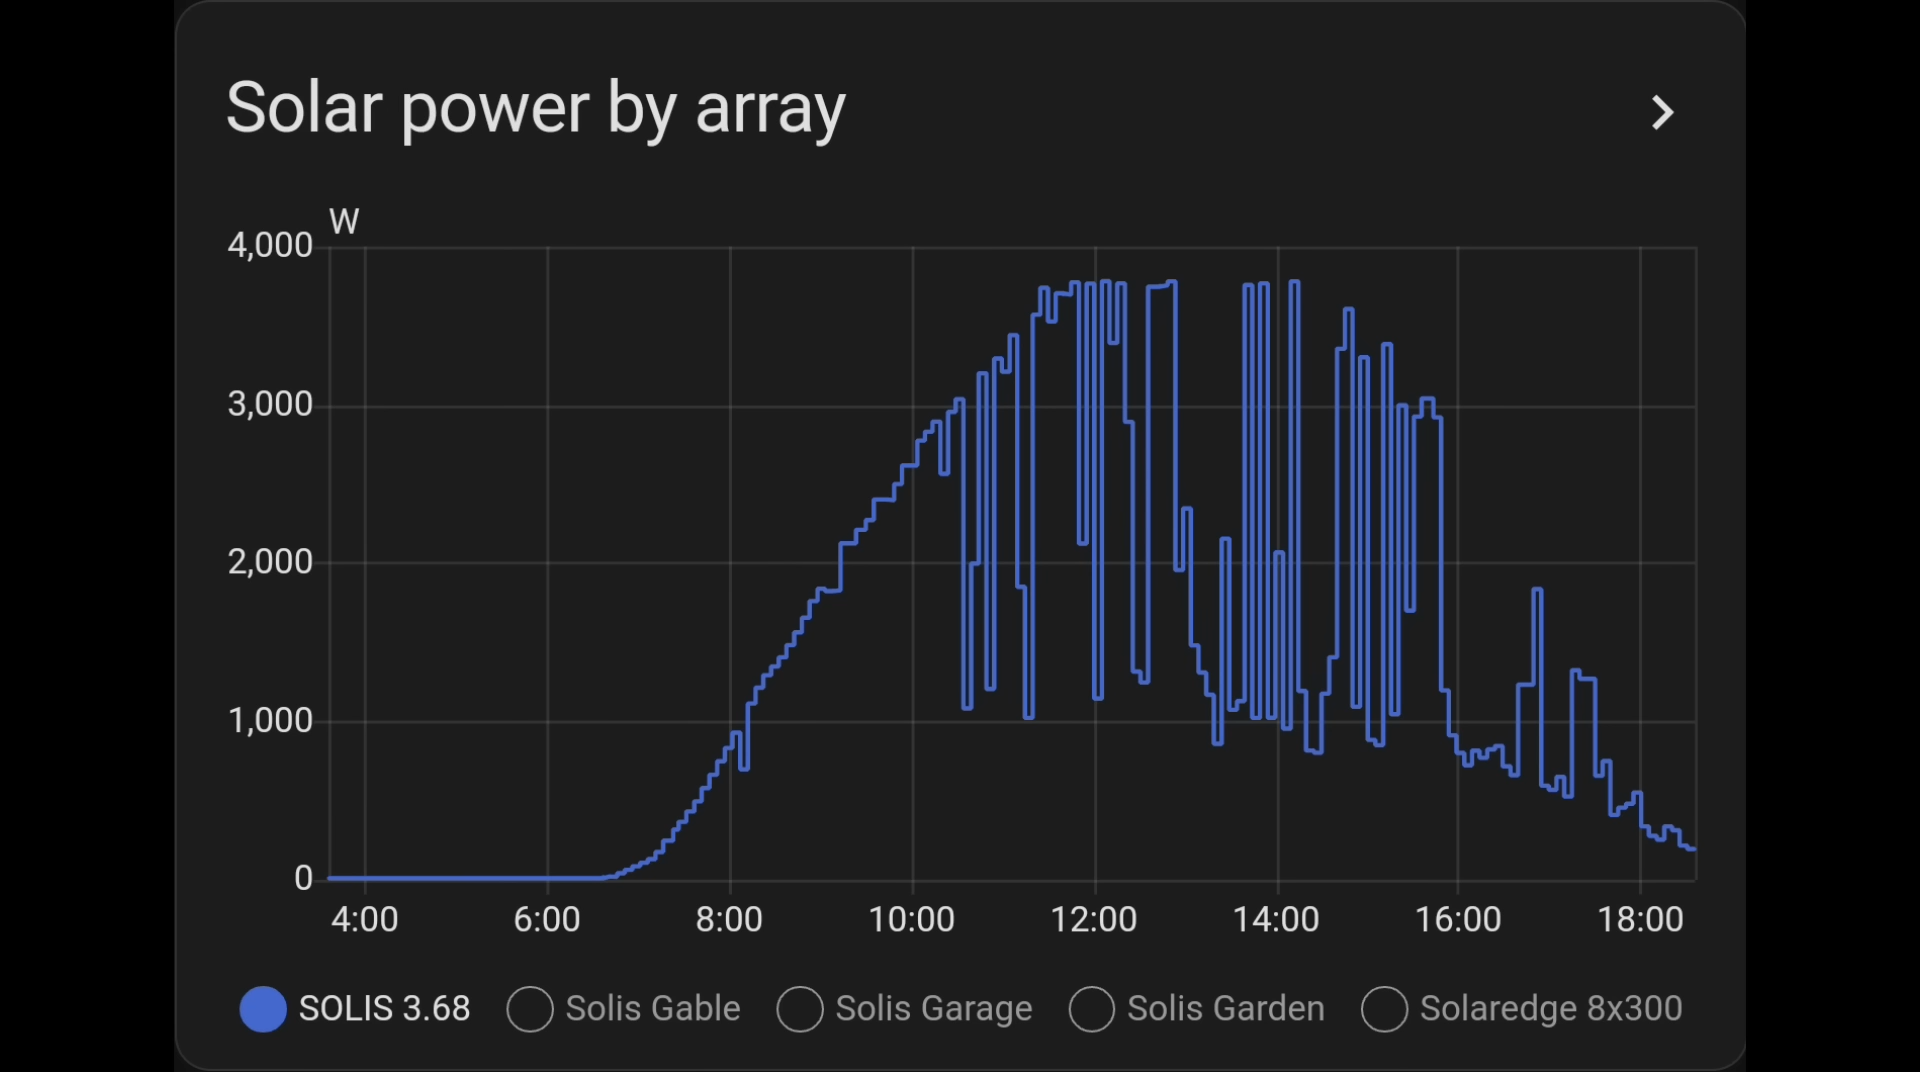 Solar power by array
W
4,000
3,000
2,000
1,000
0
4:00 6:00 8:00 10:00 12:00 14:00 16:00 18:00
SOLIS 3.68 Solis Gable Solis Garage Solis Garden Solaredge 8x300